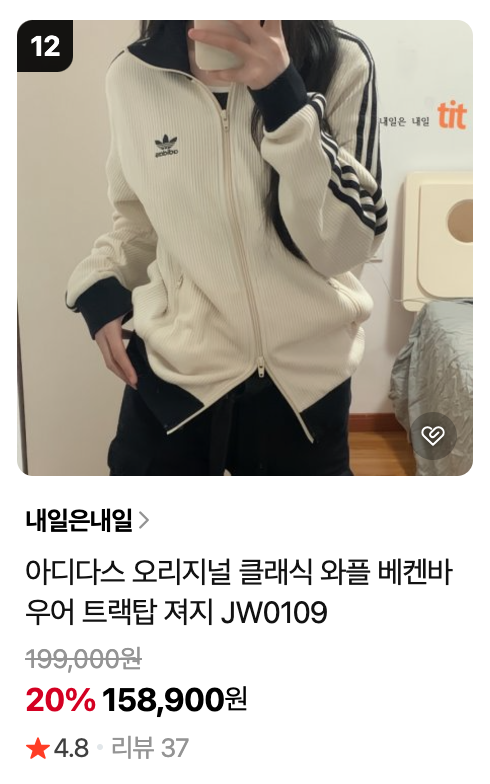 12
내일은 내일 tit
adidas
내일은내일
아디다스 오리지널 클래식 와플 베켄바
우어 트랙탑 져지 JW0109
199,000원
20% 158,900원
4.8 • 리뷰 37